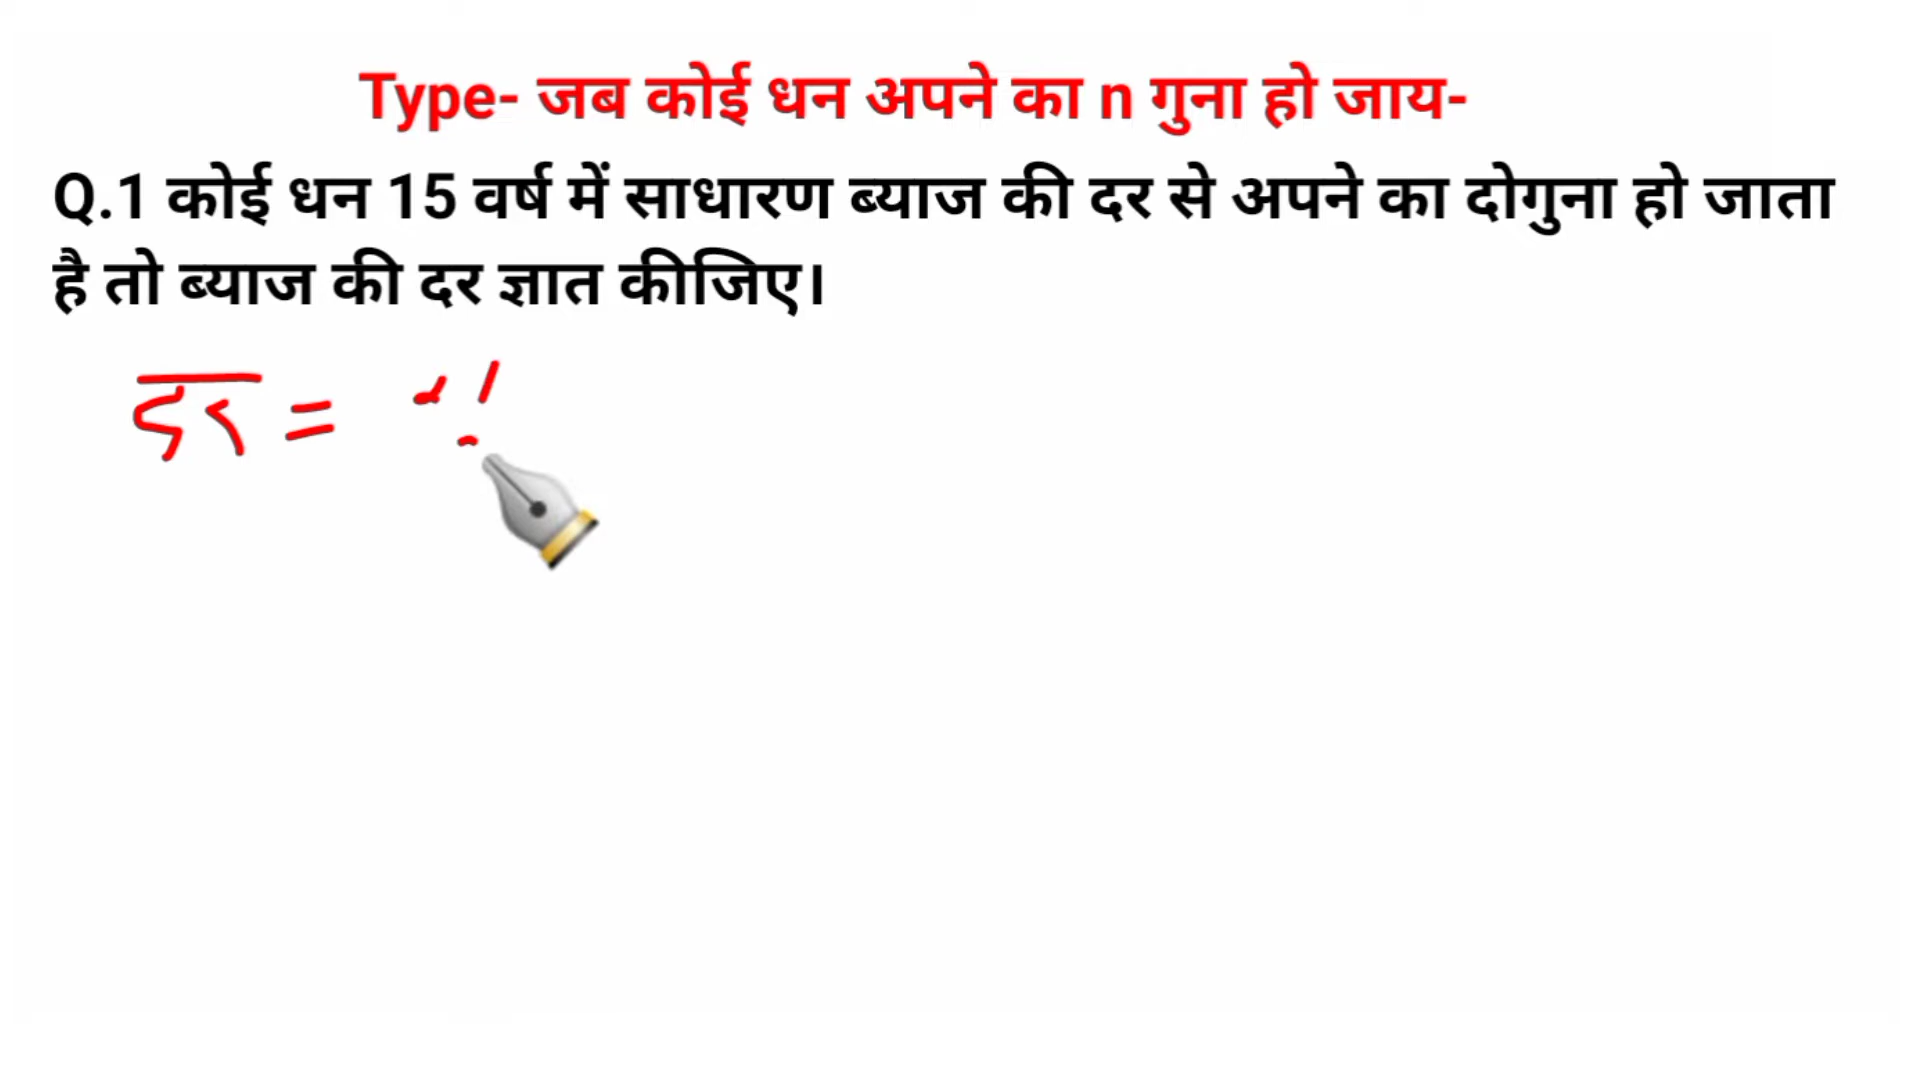 Type- जब कोई धन अपने का n गुना हो जाय-
Q.1 कोई धन 15 वर्ष में साधारण ब्याज की दर से अपने का दोगुना हो जाता
है तो ब्याज की दर ज्ञात कीजिए।
दर =